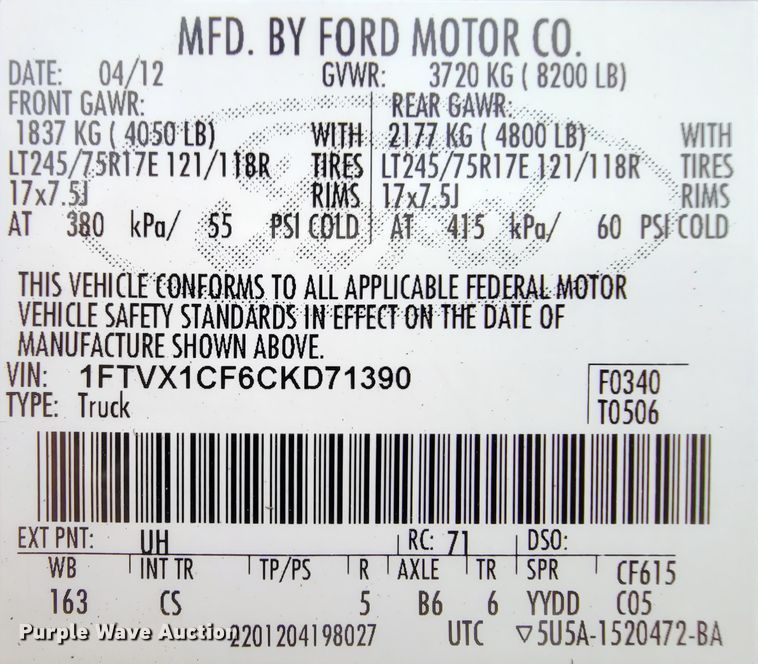 MFD. BY FORD MOTOR CO.
DATE: 04/12 GVWR: 3720 KG ( 8200 LB)
FRONT GAWR: REAR GAWR:
1837 KG ( 4050 LB) WITH 2177 KG ( 4800 LB) WITH
LT245/75R17E 121/118R TIRES LT245/75R17E 121/118R TIRES
17x7.5J RIMS 17x7.5J RIMS
AT 380 kPa/ 55 PSI COLD AT 415 kPa/ 60 PSI COLD
THIS VEHICLE CONFORMS TO ALL APPLICABLE FEDERAL MOTOR
VEHICLE SAFETY STANDARDS IN EFFECT ON THE DATE OF
MANUFACTURE SHOWN ABOVE.
VIN: 1FTVX1CF6CKD71390 F0340
TYPE: Truck T0506
EXT PNT: UH RC: 71 DSO:
WB INT TR TP/PS R AXLE TR SPR CF615
163 CS 5 B6 6 YYDD C05
Purple Wave Auction 2201204198027 UTC ▽5U5A-1520472-BA